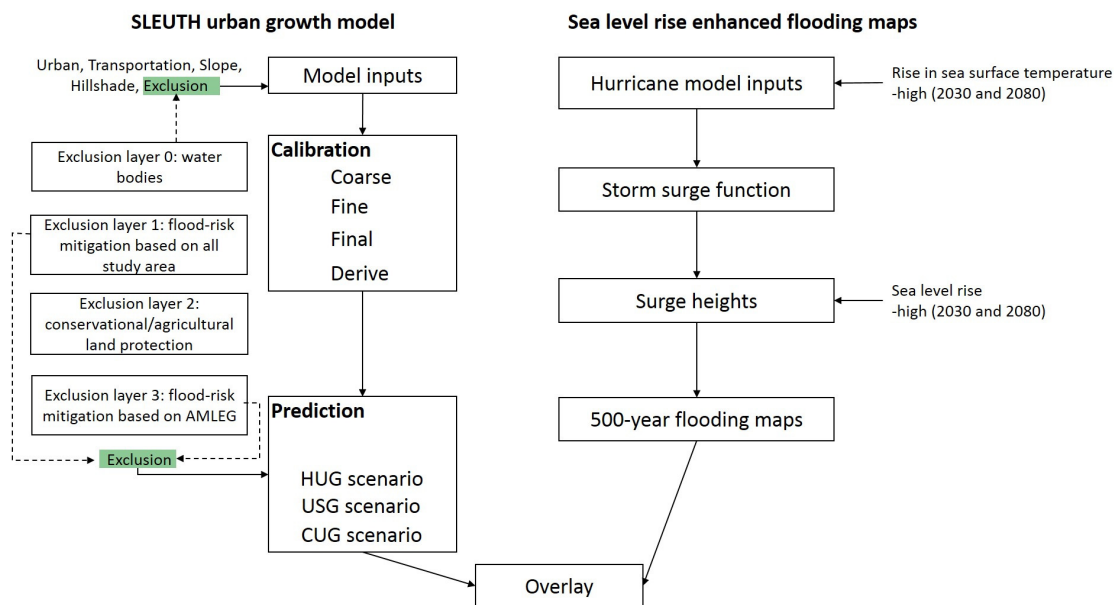 SLEUTH urban growth model
Urban, Transportation, Slope,
Hillshade, Exclusion
Model inputs
Exclusion layer 0: water
bodies
Calibration
Coarse
Fine
Final
Derive
Exclusion layer 1: flood-risk
mitigation based on all
study area
Exclusion layer 2:
conservational/agricultural
land protection
Exclusion layer 3: flood-risk
mitigation based on AMLEG
Exclusion
Prediction
HUG scenario
USG scenario
CUG scenario
Sea level rise enhanced flooding maps
Hurricane model inputs
Rise in sea surface temperature
-high (2030 and 2080)
Storm surge function
Surge heights
Sea level rise
-high (2030 and 2080)
500-year flooding maps
Overlay